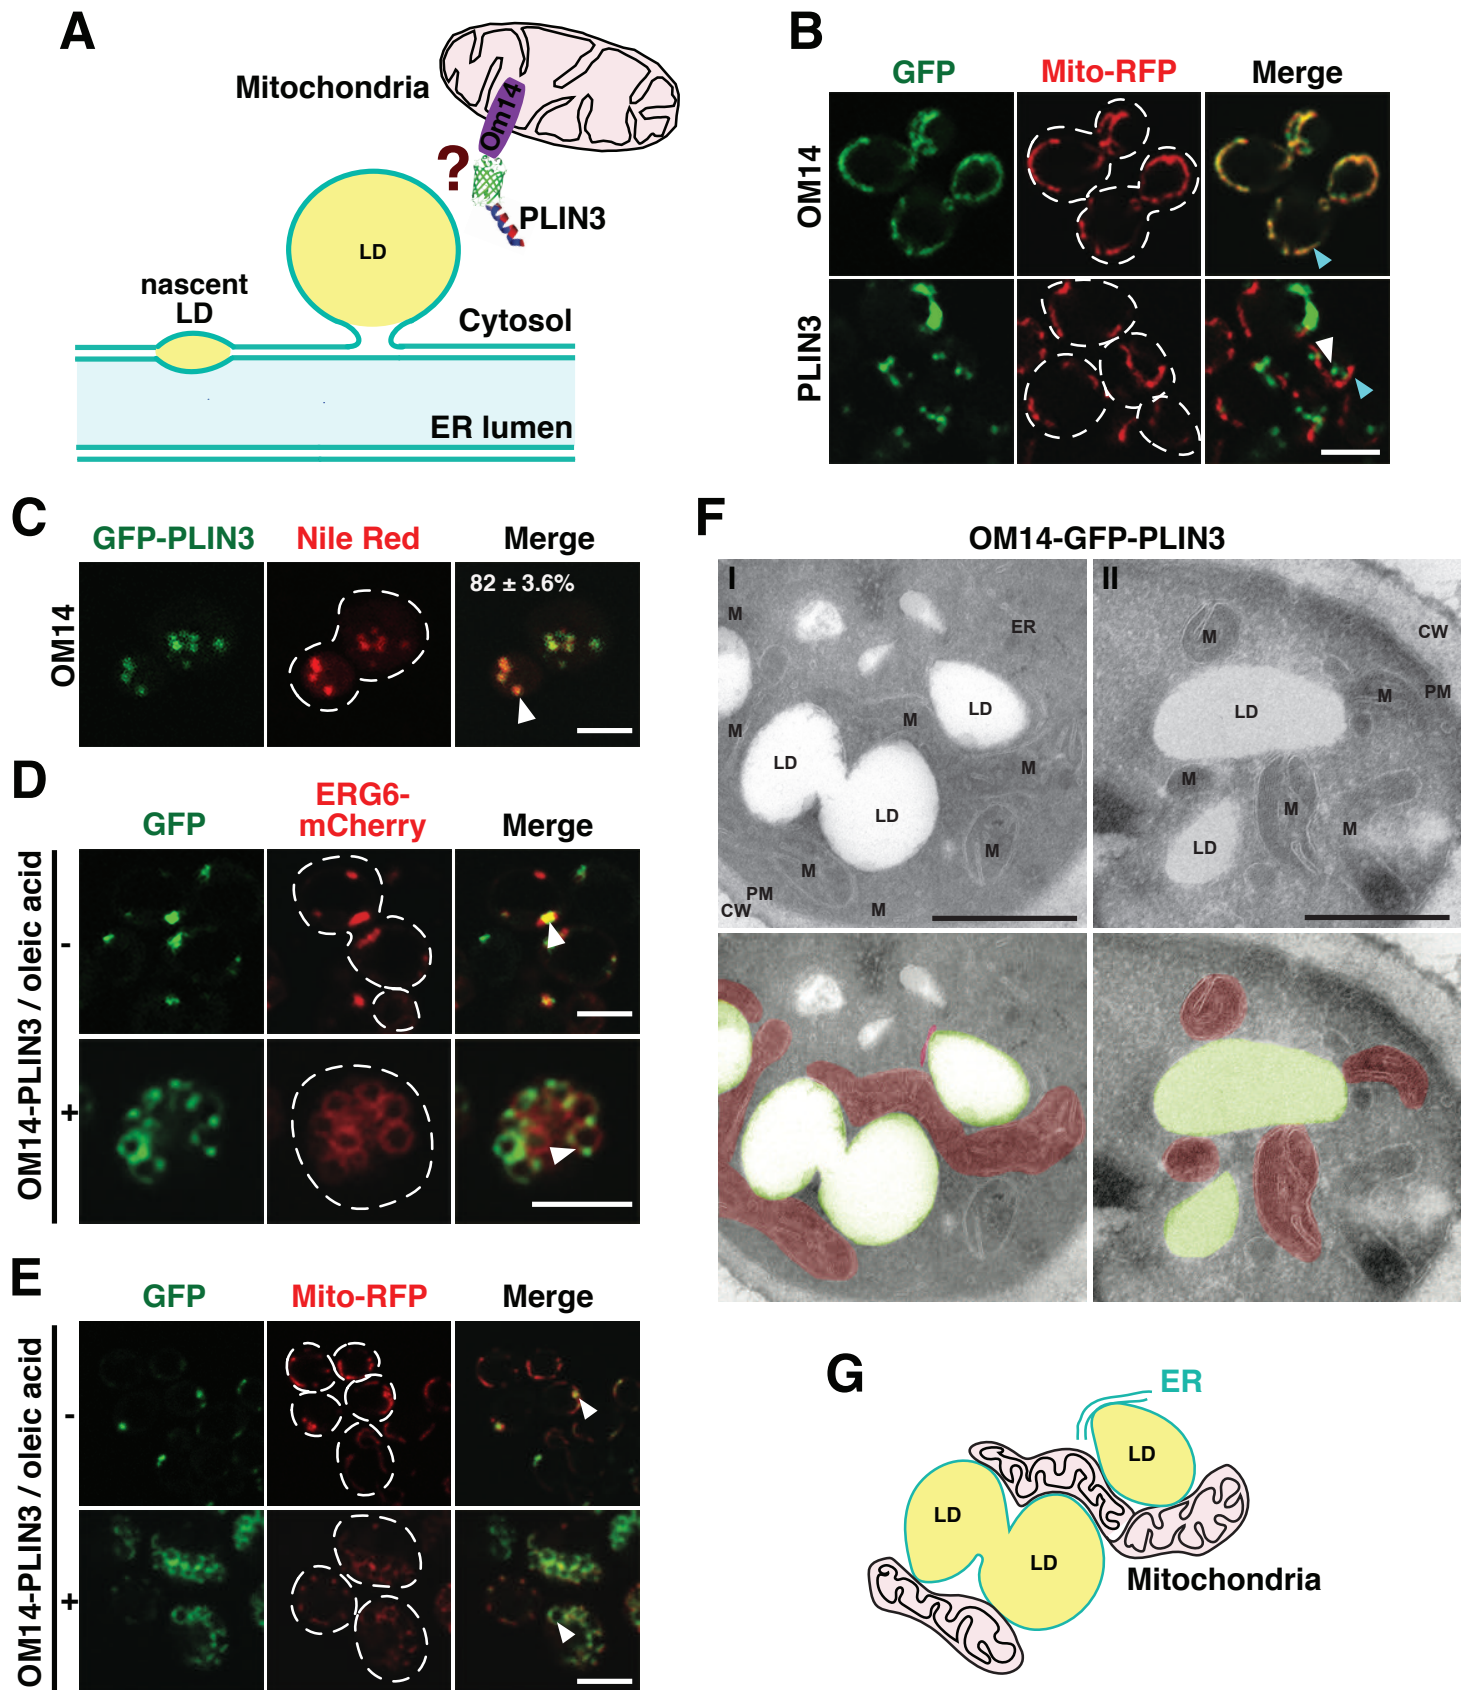 A
Mitochondria
Om14
?
PLIN3
LD
nascent
LD
Cytosol
ER lumen
B
GFP
Mito-RFP
Merge
OM14
PLIN3
C
GFP-PLIN3
Nile Red
Merge
OM14
82 ± 3.6%
D
GFP
ERG6-
mCherry
Merge
OM14-PLIN3 / oleic acid
-
+
E
GFP
Mito-RFP
Merge
OM14-PLIN3 / oleic acid
-
+
F
OM14-GFP-PLIN3
I
M
ER
LD
M
M
LD
M
LD
M
M
PM
CW
M
II
M
CW
M
PM
LD
M
M
M
LD
G
ER
LD
LD
LD
Mitochondria